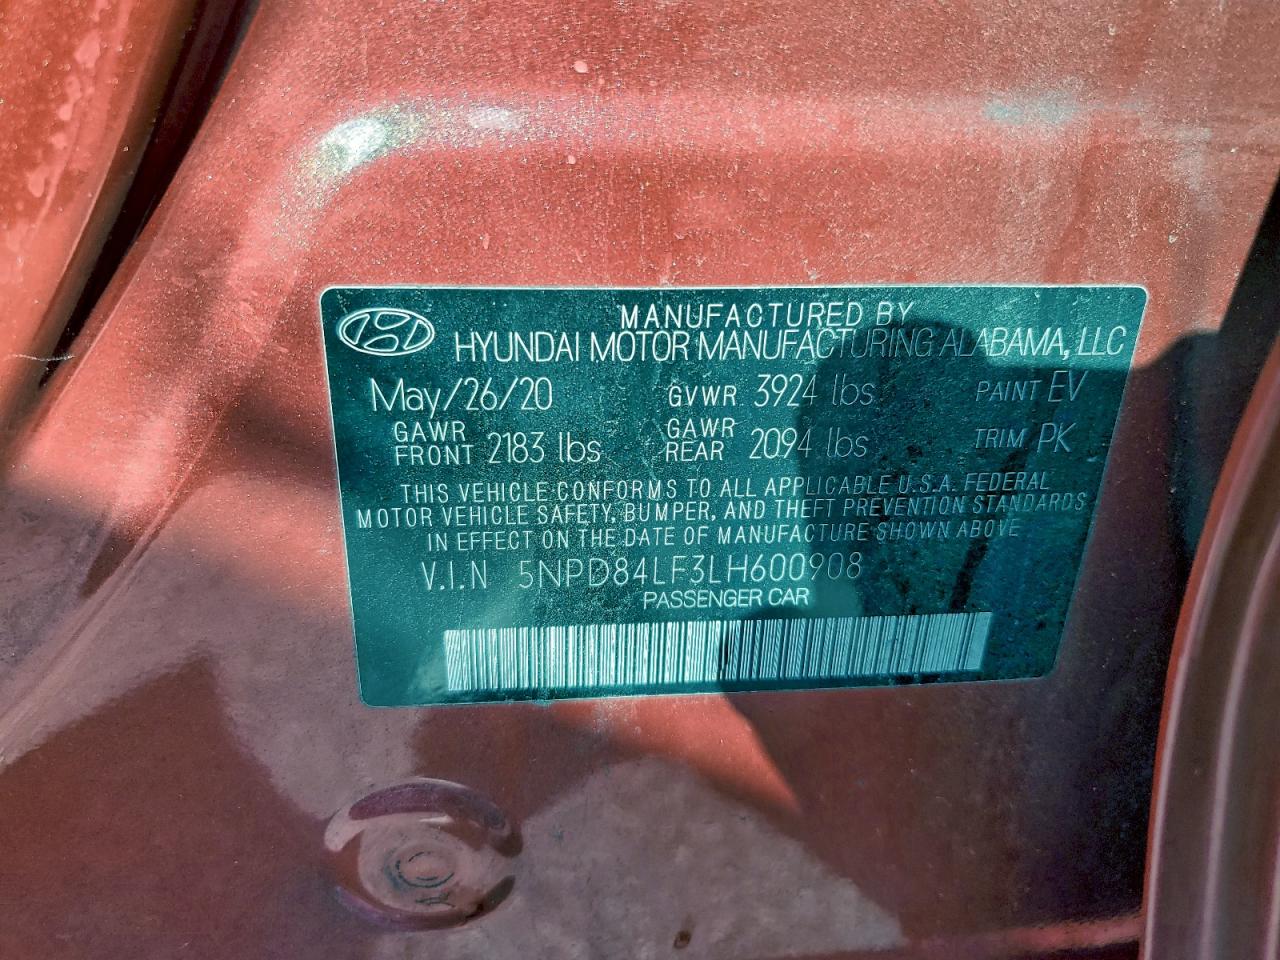 MANUFACTURED BY
HYUNDAI MOTOR MANUFACTURING ALABAMA, LLC
May/26/20 GVWR 3924 lbs PAINT EV
GAWR FRONT 2183 lbs GAWR REAR 2094 lbs TRIM PK
THIS VEHICLE CONFORMS TO ALL APPLICABLE U.S.A. FEDERAL
MOTOR VEHICLE SAFETY, BUMPER, AND THEFT PREVENTION STANDARDS
IN EFFECT ON THE DATE OF MANUFACTURE SHOWN ABOVE
V.I.N 5NPD84LF3LH600908
PASSENGER CAR